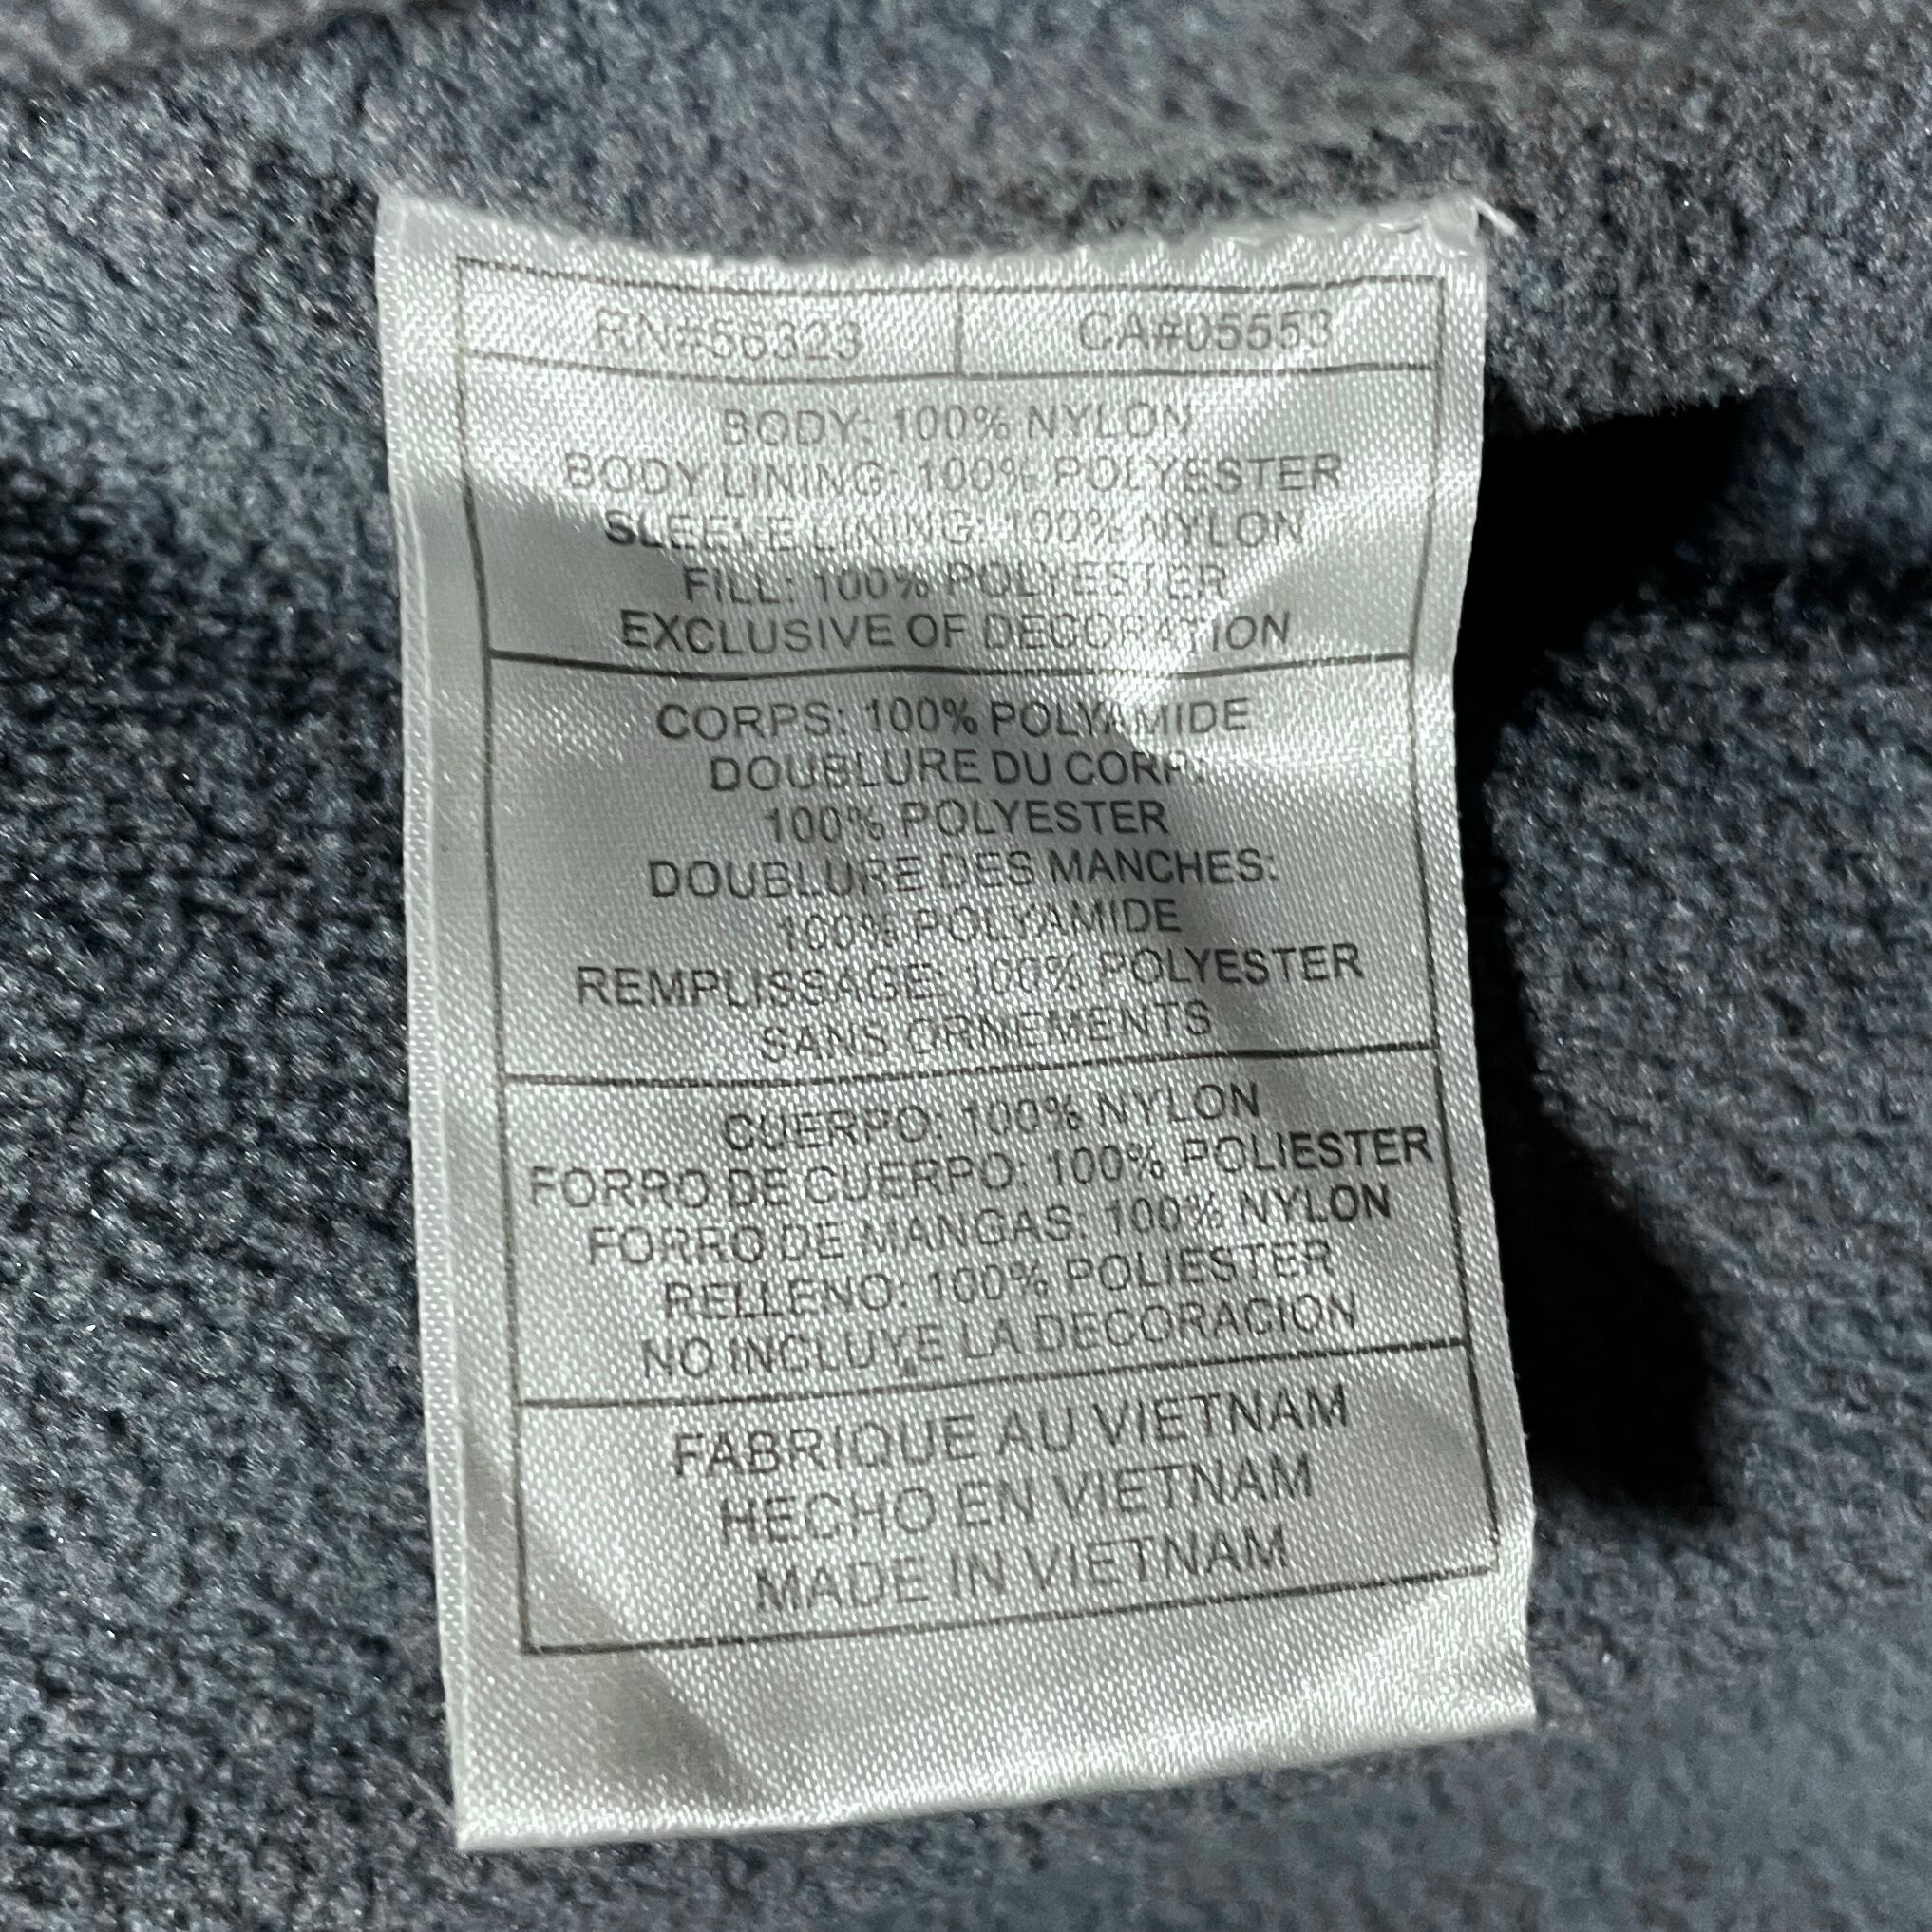 RN#56323 CA#05553
BODY: 100% NYLON
BODY LINING: 100% POLYESTER
SLEEVE LINING: 100% NYLON
FILL: 100% POLYESTER
EXCLUSIVE OF DECORATION
CORPS: 100% POLYAMIDE
DOUBLURE DU CORP:
100% POLYESTER
DOUBLURE DES MANCHES:
100% POLYAMIDE
REMPLISSAGE: 100% POLYESTER
SANS ORNEMENTS
CUERPO: 100% NYLON
FORRO DE CUERPO: 100% POLIESTER
FORRO DE MANGAS: 100% NYLON
RELLENO: 100% POLIESTER
NO INCLUYE LA DECORACION
FABRIQUE AU VIETNAM
HECHO EN VIETNAM
MADE IN VIETNAM